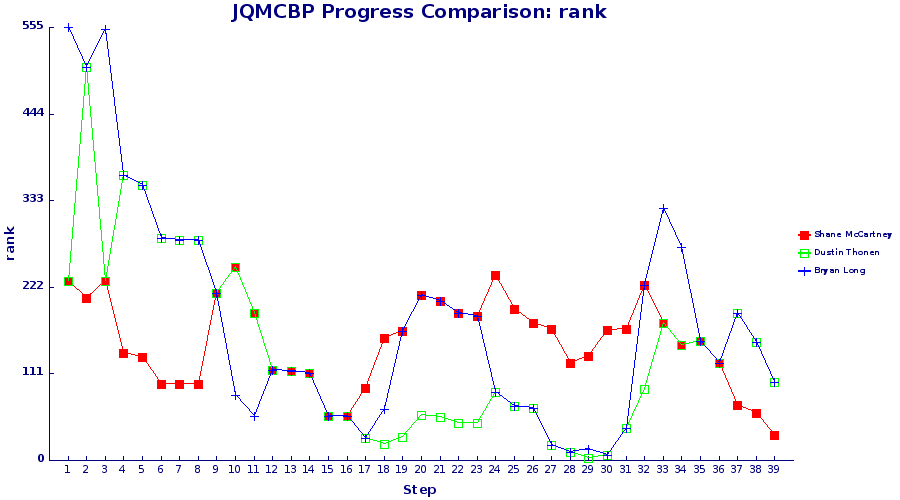 JQMCBP Progress Comparison: rank
555
444
333
222
111
0
rank
1 2 3 4 5 6 7 8 9 10 11 12 13 14 15 16 17 18 19 20 21 22 23 24 25 26 27 28 29 30 31 32 33 34 35 36 37 38 39
Step
Shane McCartney
Dustin Thonen
Bryan Long